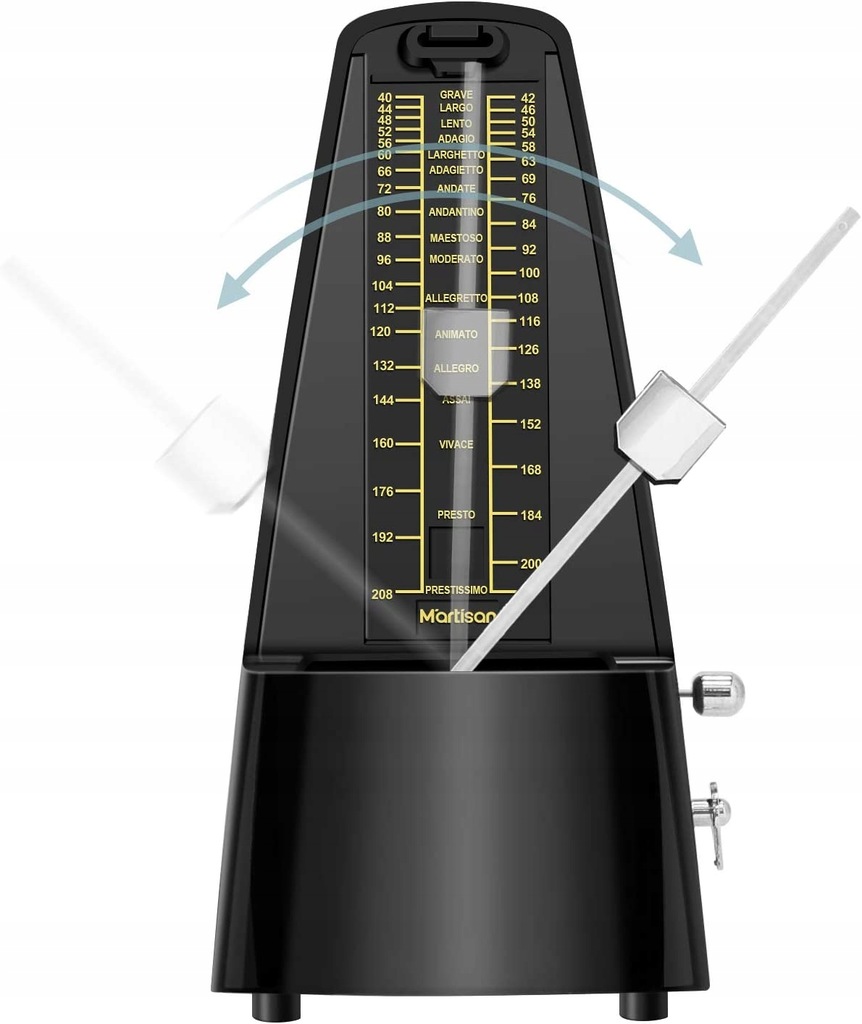 40 GRAVE 42
44 LARGO 46
48 LENTO 50
52 ADAGIO 54
56 58
60 LARGHETTO 63
66 ADAGIETTO 69
72 ANDATE 76
80 ANDANTINO 84
88 MAESTOSO 92
96 MODERATO 100
104 ALLEGRETTO 108
112 116
120 ANIMATO 126
132 ALLEGRO 138
144 ASSAI 152
160 VIVACE 168
176 PRESTO 184
192 200
208 PRESTISSIMO
M'artisan